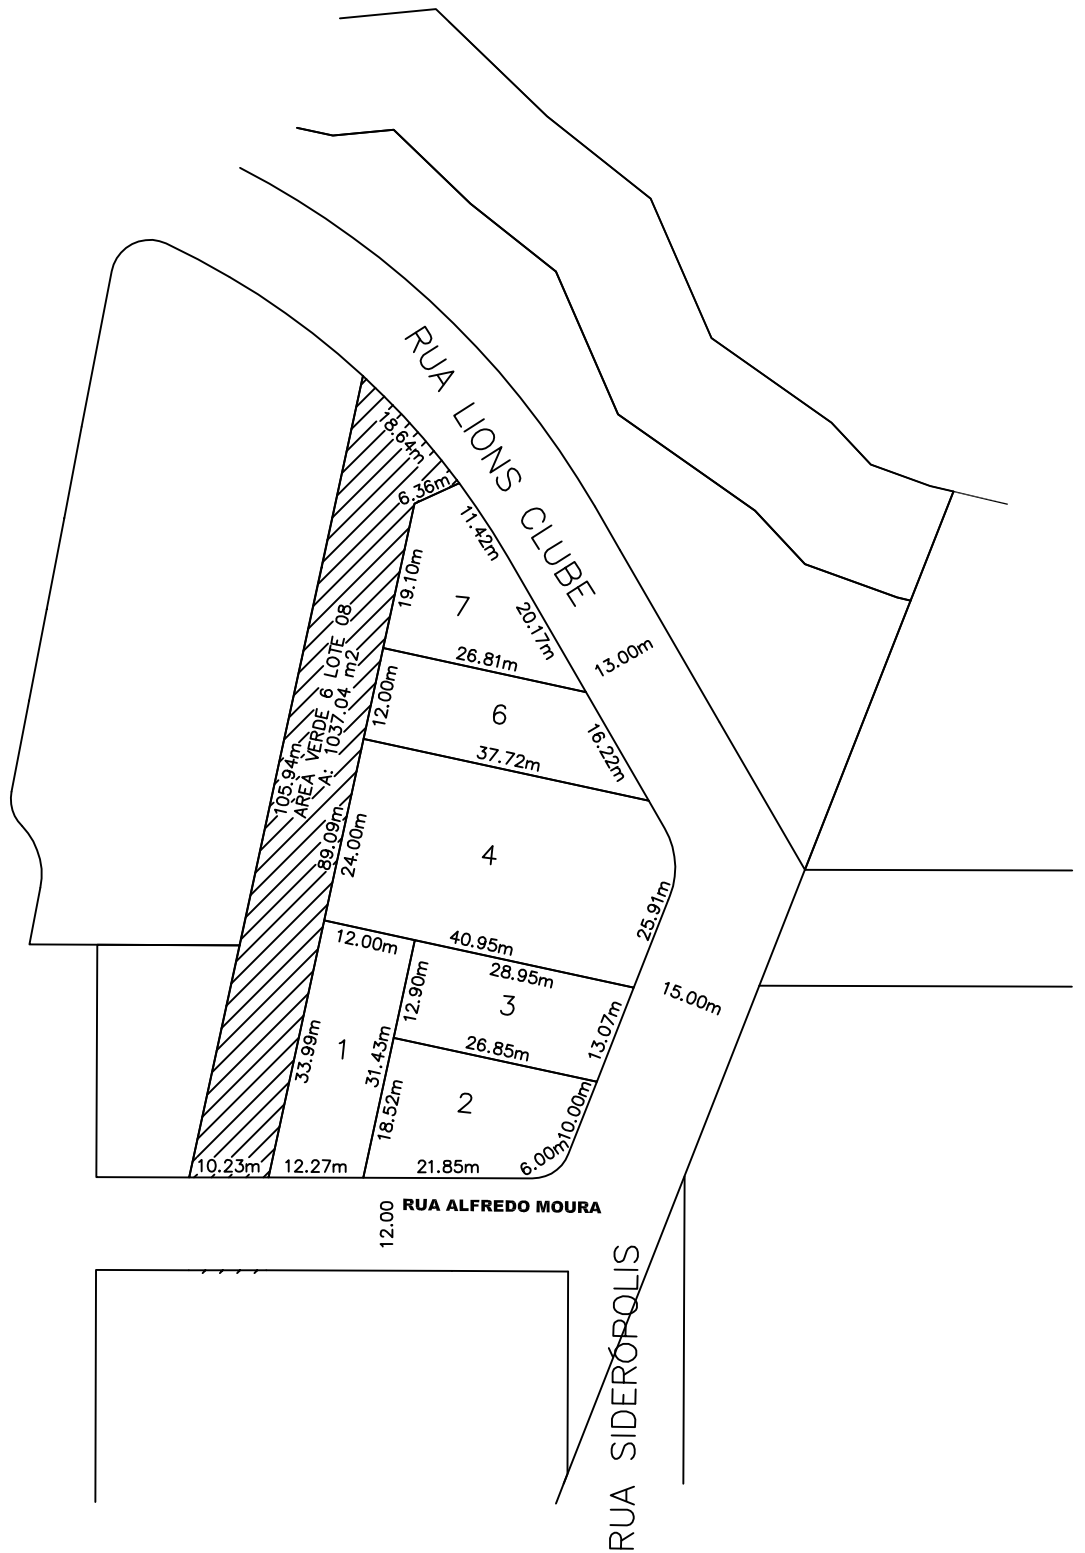 RUA LIONS CLUBE
18.64m
6.36m
11.42m
19.10m
7
20.17m
26.81m
13.00m
12.00m
6
16.22m
37.72m
105.94m
ÁREA VERDE 6 LOTE 08
A: 1037.04 m2
89.09m
24.00m
4
25.91m
12.00m
40.95m
28.95m
15.00m
12.90m
3
13.07m
33.99m
1
31.43m
26.85m
18.52m
2
10.00m
6.00m
10.23m
12.27m
21.85m
12.00
RUA ALFREDO MOURA
RUA SIDERÓPOLIS